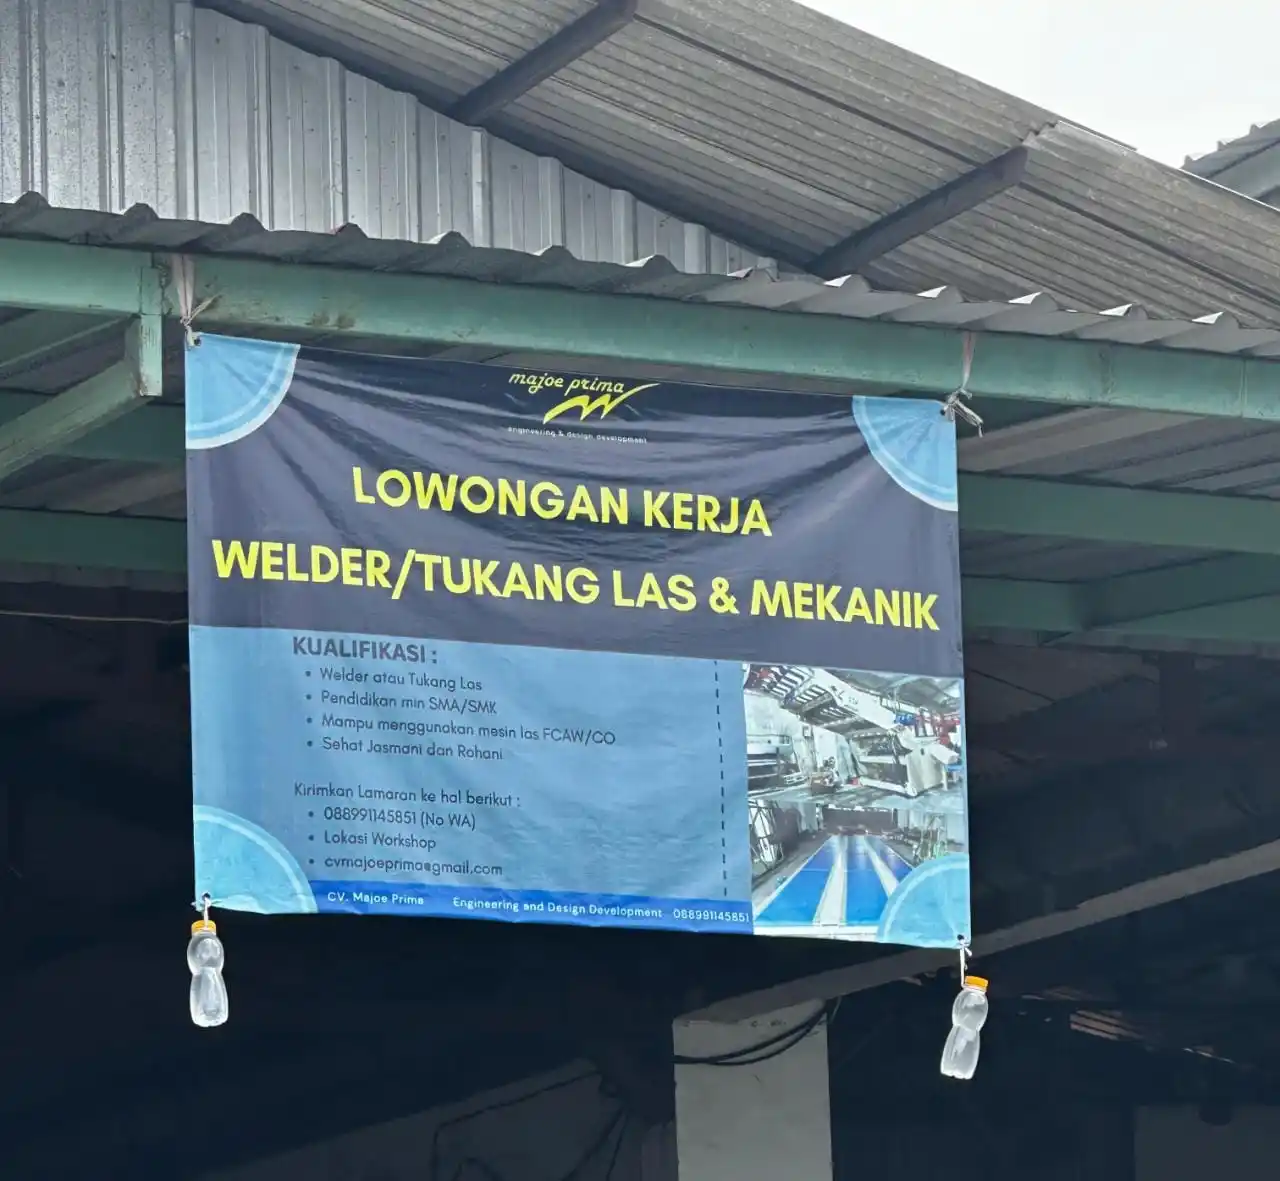 majoe prima
engineering & design development
LOWONGAN KERJA
WELDER/TUKANG LAS & MEKANIK
KUALIFIKASI :
• Welder atau Tukang Las
• Pendidikan min SMA/SMK
• Mampu menggunakan mesin las FCAW/CO
• Sehat Jasmani dan Rohani
Kirimkan Lamaran ke hal berikut :
• 088991145851 (No WA)
• Lokasi Workshop
• cvmajoeprima@gmail.com
CV. Majoe Prima Engineering and Design Development 088991145851